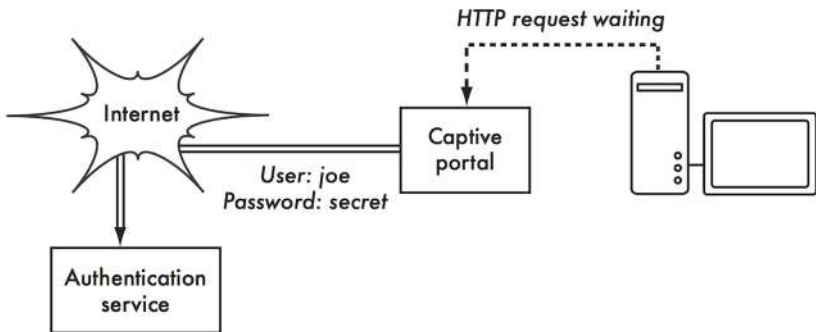 HTTP request waiting
Internet
Captive
portal
User: joe
Password: secret
Authentication
service